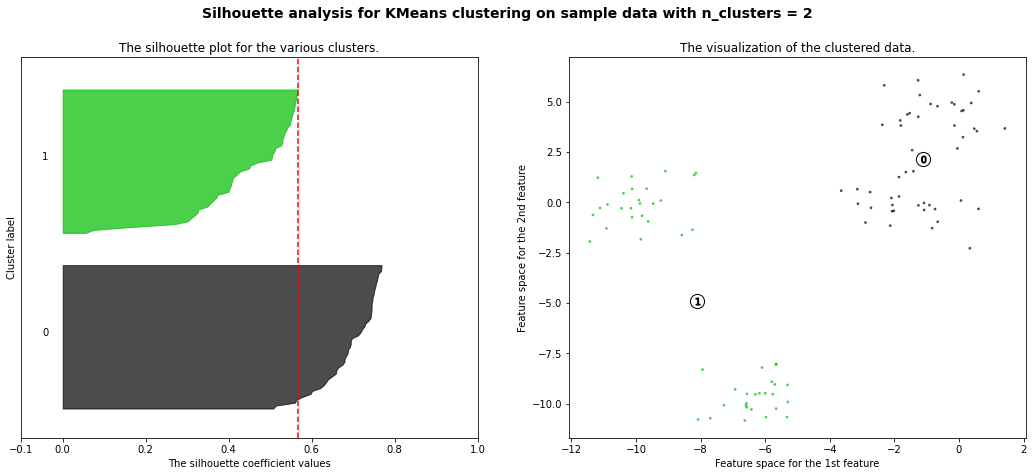 Silhouette analysis for KMeans clustering on sample data with n_clusters = 2
The silhouette plot for the various clusters.
Cluster label
1
0
−0.1 0.0 0.2 0.4 0.6 0.8 1.0
The silhouette coefficient values
The visualization of the clustered data.
Feature space for the 2nd feature
5.0
2.5
0.0
−2.5
−5.0
−7.5
−10.0
0
1
−12 −10 −8 −6 −4 −2 0 2
Feature space for the 1st feature